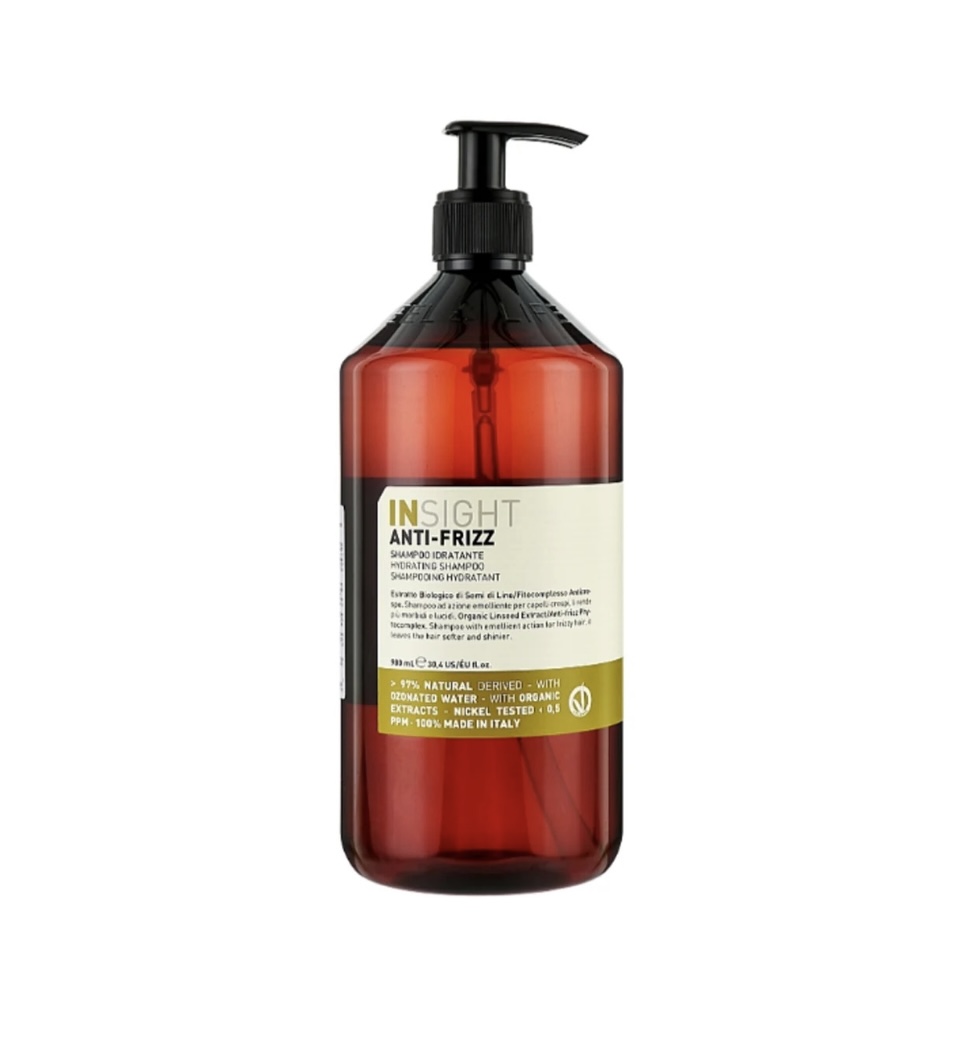 INSIGHT
ANTI-FRIZZ
SHAMPOO IDRATANTE
HYDRATING SHAMPOO
SHAMPOOING HYDRATANT
Estratto Biologico di Semi di Lino/Fitocomplesso Anticre-
spo. Shampoo ad azione emolliente per capelli crespi, li rende
più morbidi e lucidi. Organic Linseed Extract/Anti-frizz Phy-
tocomplex. Shampoo with emollient action for frizzy hair, it
leaves the hair softer and shinier.
900 mL ℮ 30,4 US/ÉU fl. oz.
> 97% NATURAL DERIVED - WITH
OZONATED WATER - WITH ORGANIC
EXTRACTS - NICKEL TESTED < 0,5
PPM - 100% MADE IN ITALY